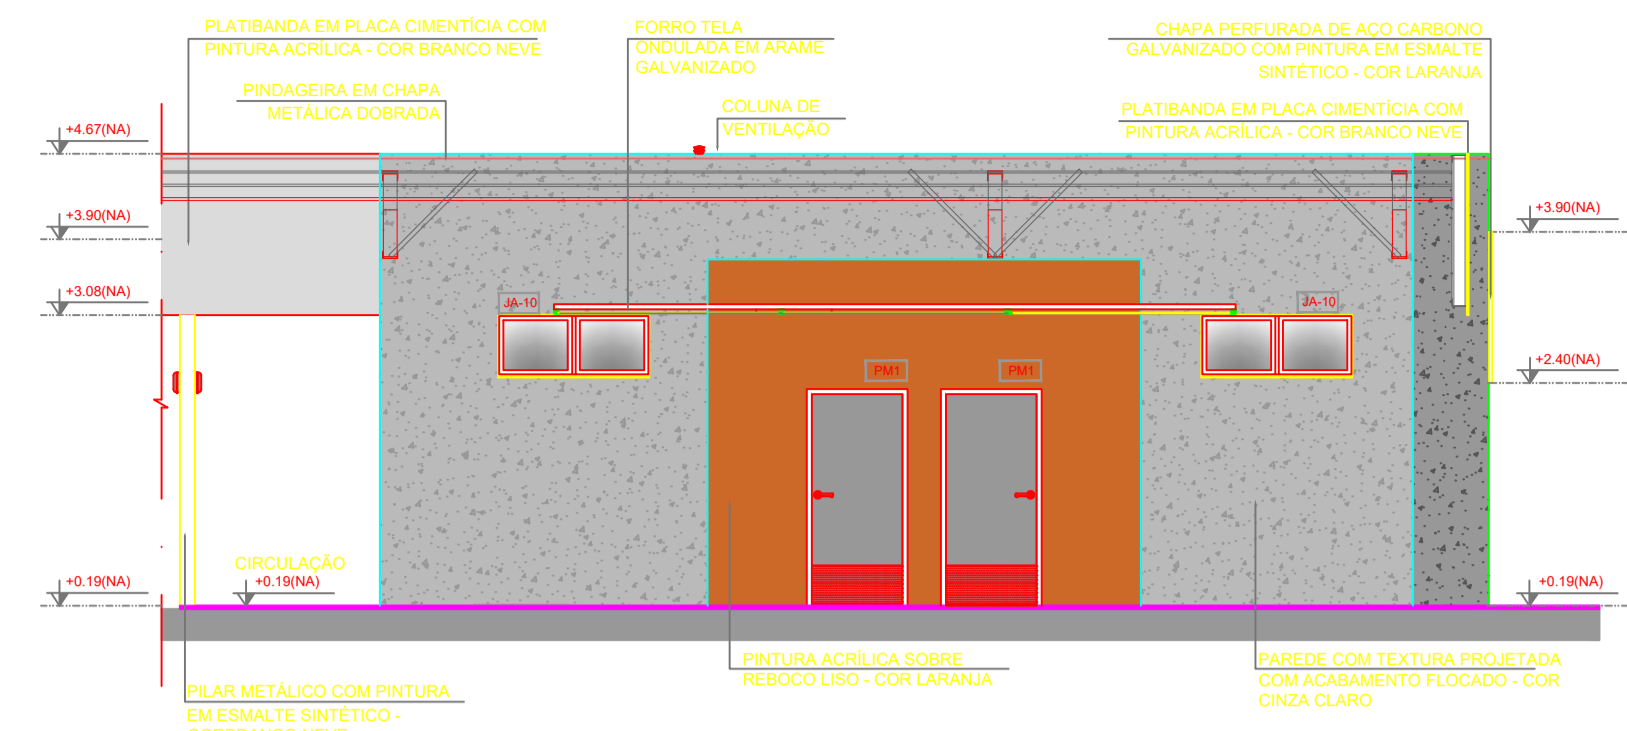 PLATIBANDA EM PLACA CIMENTÍCIA COM
PINTURA ACRÍLICA - COR BRANCO NEVE
FORRO TELA
ONDULADA EM ARAME
GALVANIZADO
CHAPA PERFURADA DE AÇO CARBONO
GALVANIZADO COM PINTURA EM ESMALTE
SINTÉTICO - COR LARANJA
PINDAGEIRA EM CHAPA
METÁLICA DOBRADA
COLUNA DE
VENTILAÇÃO
PLATIBANDA EM PLACA CIMENTÍCIA COM
PINTURA ACRÍLICA - COR BRANCO NEVE
+4.67(NA)
+3.90(NA)
+3.90(NA)
+3.08(NA)
JA-10
JA-10
+2.40(NA)
PM1
PM1
CIRCULAÇÃO
+0.19(NA)
+0.19(NA)
+0.19(NA)
PINTURA ACRÍLICA SOBRE
REBOCO LISO - COR LARANJA
PAREDE COM TEXTURA PROJETADA
COM ACABAMENTO FLOCADO - COR
CINZA CLARO
PILAR METÁLICO COM PINTURA
EM ESMALTE SINTÉTICO -